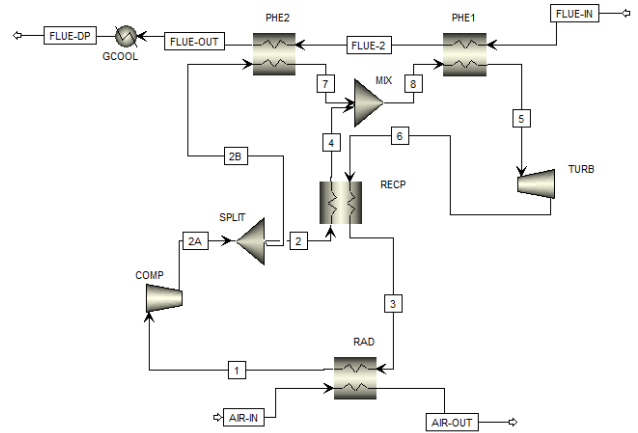 PHE2
PHE1
FLUE-IN
FLUE-DP
FLUE-OUT
FLUE-2
GCOOL
7
MIX
8
5
4
6
2B
RECP
TURB
SPLIT
2A
2
COMP
3
RAD
1
AIR-IN
AIR-OUT